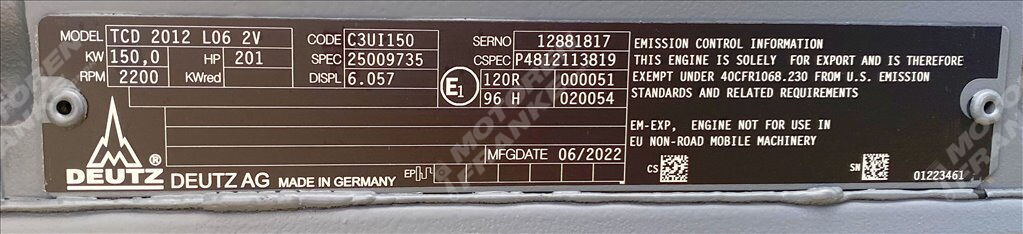 MODEL TCD 2012 L06 2V CODE C3UI150 SERNO 12881817
KW 150,0 HP 201 SPEC 25009735 CSPEC P4812113819
RPM 2200 KWred DISPL 6.057 E1 120R 000051
96 H 020054
EMISSION CONTROL INFORMATION
THIS ENGINE IS SOLELY FOR EXPORT AND IS THEREFORE
EXEMPT UNDER 40CFR1068.230 FROM U.S. EMISSION
STANDARDS AND RELATED REQUIREMENTS
EM-EXP, ENGINE NOT FOR USE IN
EU NON-ROAD MOBILE MACHINERY
MFGDATE 06/2022
DEUTZ ® DEUTZ AG MADE IN GERMANY EP
CS SN 01223461
MOTOREN
FRANKEN